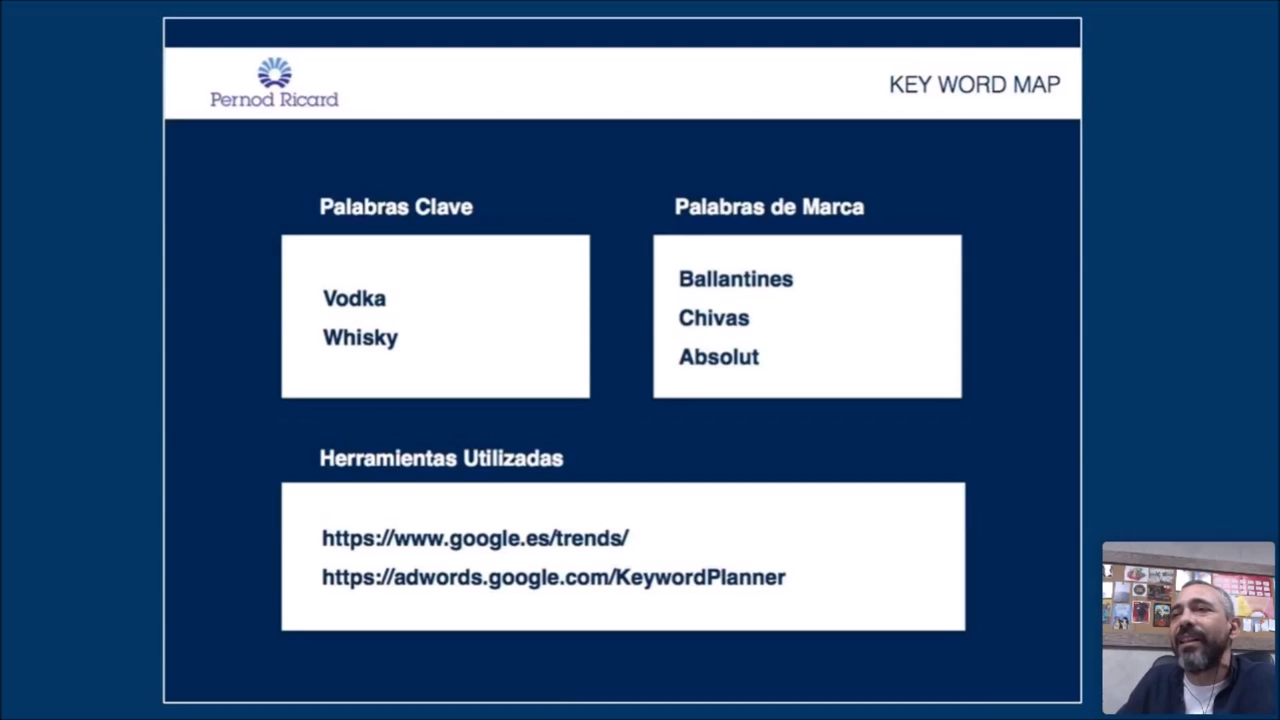 Pernod Ricard
KEY WORD MAP
Palabras Clave
Palabras de Marca
Vodka
Whisky
Ballantines
Chivas
Absolut
Herramientas Utilizadas
https://www.google.es/trends/
https://adwords.google.com/KeywordPlanner